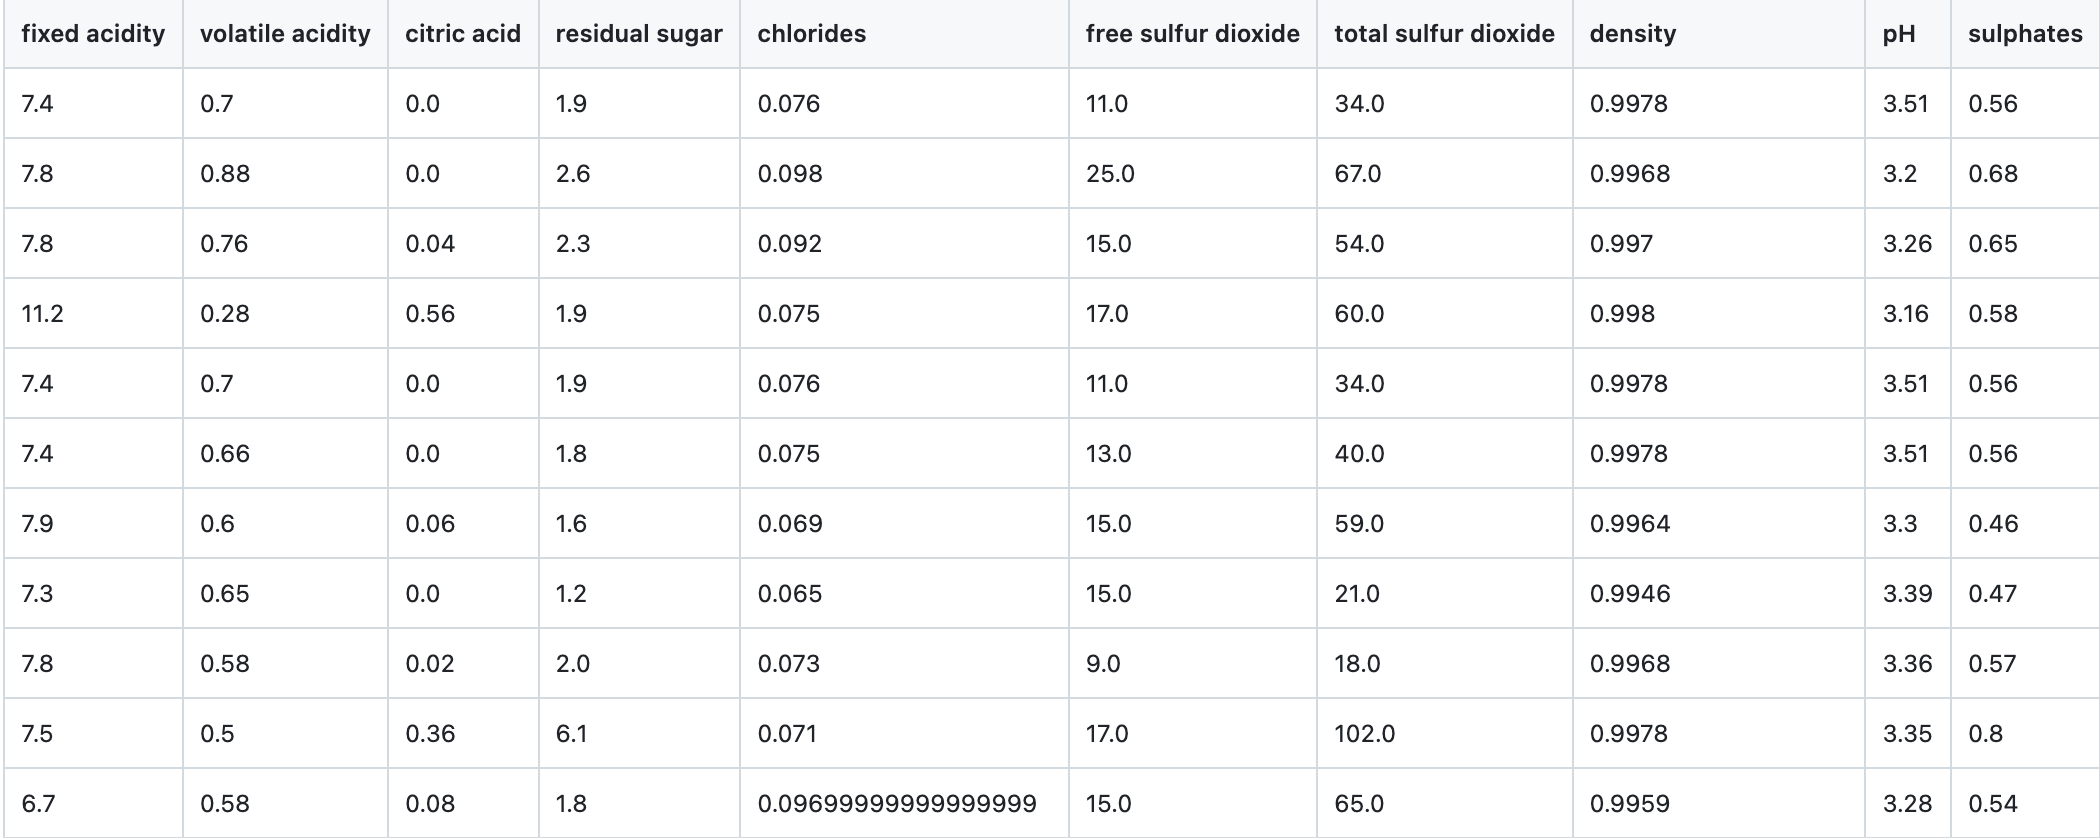 fixed acidity volatile acidity citric acid residual sugar chlorides free sulfur dioxide total sulfur dioxide density pH sulphates
7.4 0.7 0.0 1.9 0.076 11.0 34.0 0.9978 3.51 0.56
7.8 0.88 0.0 2.6 0.098 25.0 67.0 0.9968 3.2 0.68
7.8 0.76 0.04 2.3 0.092 15.0 54.0 0.997 3.26 0.65
11.2 0.28 0.56 1.9 0.075 17.0 60.0 0.998 3.16 0.58
7.4 0.7 0.0 1.9 0.076 11.0 34.0 0.9978 3.51 0.56
7.4 0.66 0.0 1.8 0.075 13.0 40.0 0.9978 3.51 0.56
7.9 0.6 0.06 1.6 0.069 15.0 59.0 0.9964 3.3 0.46
7.3 0.65 0.0 1.2 0.065 15.0 21.0 0.9946 3.39 0.47
7.8 0.58 0.02 2.0 0.073 9.0 18.0 0.9968 3.36 0.57
7.5 0.5 0.36 6.1 0.071 17.0 102.0 0.9978 3.35 0.8
6.7 0.58 0.08 1.8 0.09699999999999999 15.0 65.0 0.9959 3.28 0.54